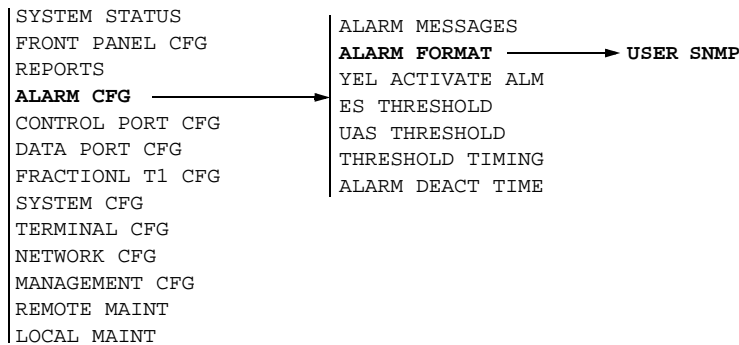 SYSTEM STATUS
FRONT PANEL CFG
REPORTS
ALARM CFG
CONTROL PORT CFG
DATA PORT CFG
FRACTIONL T1 CFG
SYSTEM CFG
TERMINAL CFG
NETWORK CFG
MANAGEMENT CFG
REMOTE MAINT
LOCAL MAINT
ALARM MESSAGES
ALARM FORMAT
YEL ACTIVATE ALM
ES THRESHOLD
UAS THRESHOLD
THRESHOLD TIMING
ALARM DEACT TIME
USER SNMP